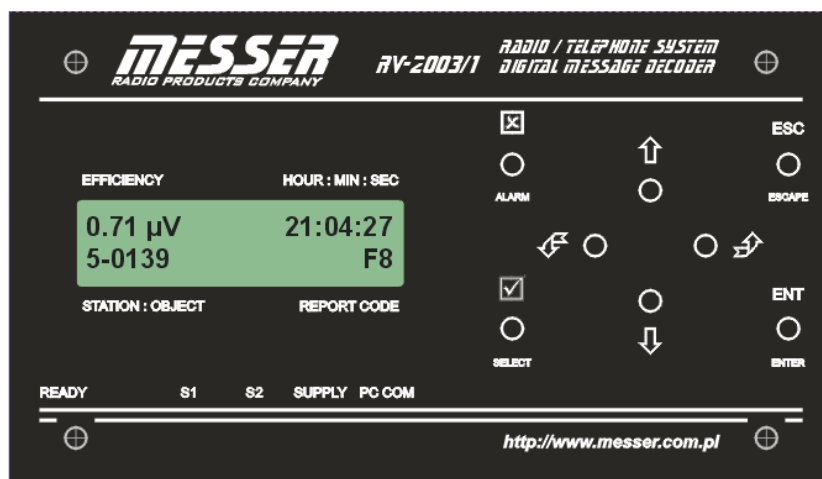 MESSER
RADIO PRODUCTS COMPANY
RV-2003/1
RADIO / TELEPHONE SYSTEM
DIGITAL MESSAGE DECODER
ESC
ALARM
ESCAPE
EFFICIENCY
HOUR : MIN : SEC
0.71 µV
21:04:27
5-0139
F8
STATION : OBJECT
REPORT CODE
ENT
SELECT
ENTER
READY
S1
S2
SUPPLY
PC COM
http://www.messer.com.pl